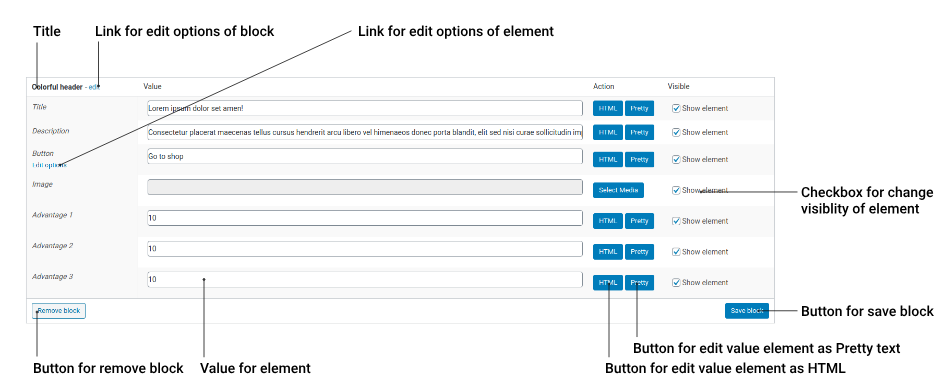 Title Link for edit options of block Link for edit options of element
Colorful header - edit Value Action Visible
Title Lorem ipsum dolor set amen! HTML Pretty Show element
Description Consectetur placerat maecenas tellus cursus hendrerit arcu libero vel himenaeos donec porta blandit, elit sed nisi curae sollicitudin im HTML Pretty Show element
Button Go to shop HTML Pretty Show element
Edit options
Image Select Media Show element
Checkbox for change
visiblity of element
Advantage 1 10 HTML Pretty Show element
Advantage 2 10 HTML Pretty Show element
Advantage 3 10 HTML Pretty Show element
Remove block Save block Button for save block
Button for edit value element as Pretty text
Button for remove block Value for element Button for edit value element as HTML